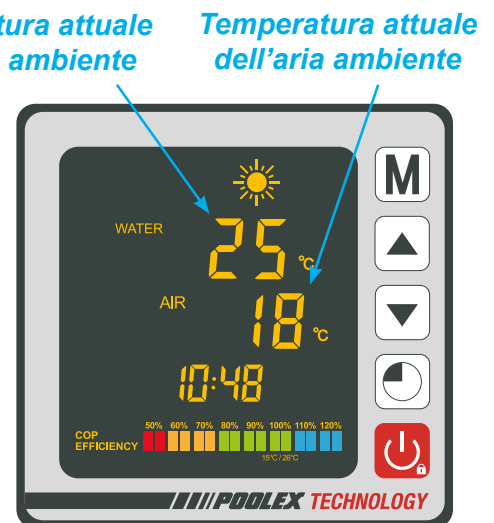 attuale
ambiente
Temperatura attuale
dell'aria ambiente
M
WATER 25 °C
AIR 18 °C
10:48
50% 60% 70% 80% 90% 100% 110% 120%
COP
EFFICIENCY
15°C / 26°C
POOLEX TECHNOLOGY